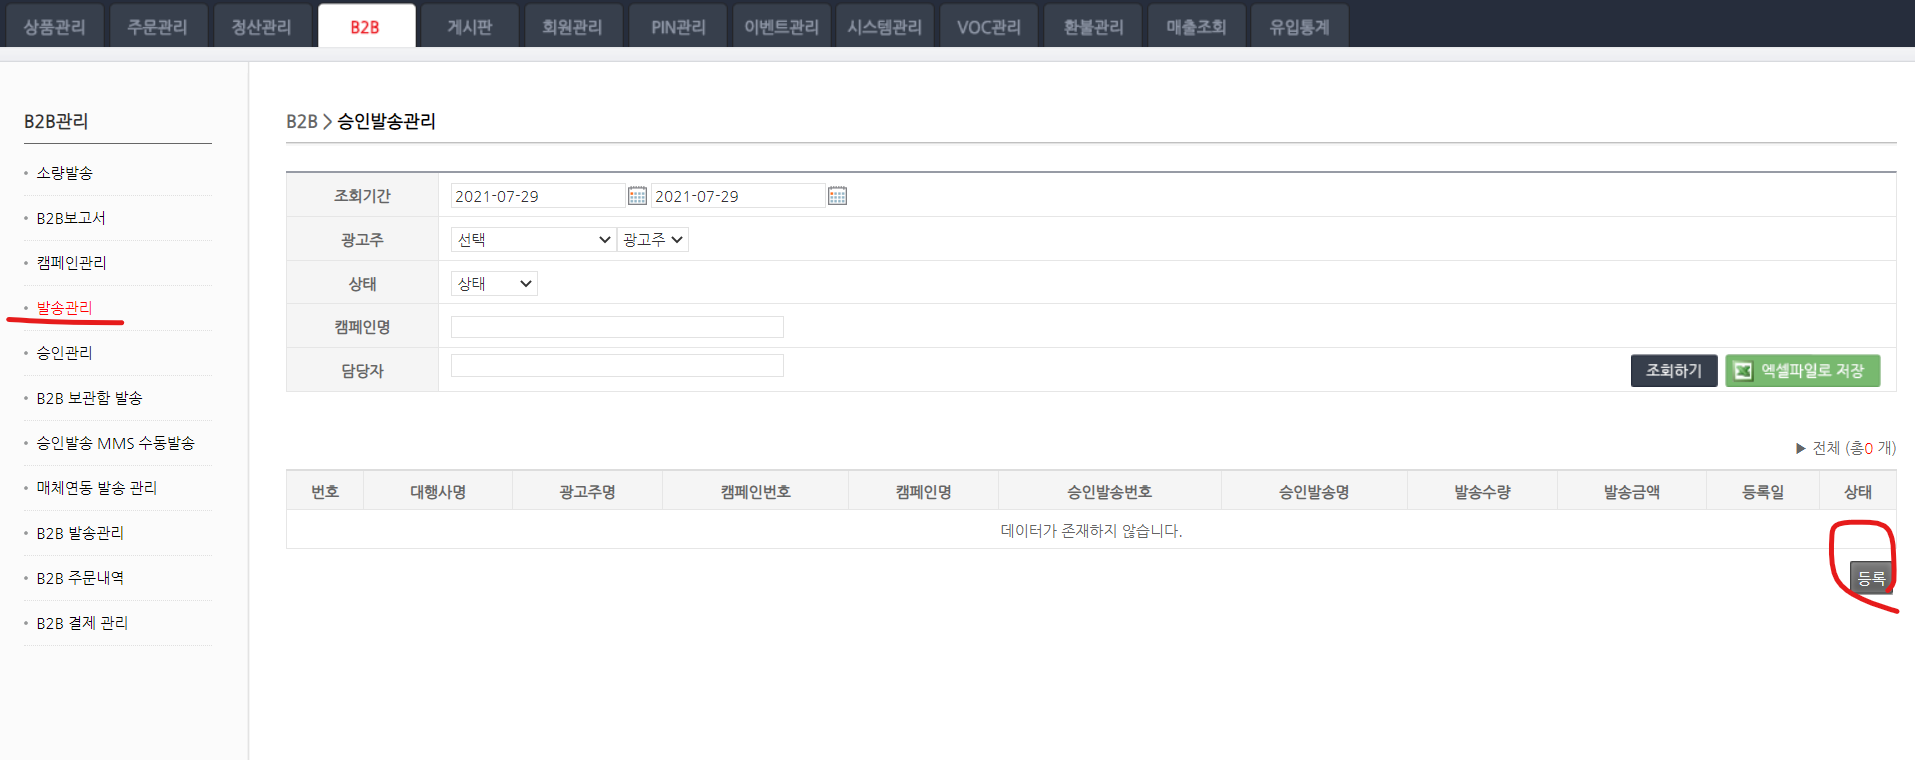 상품관리 주문관리 정산관리 B2B 게시판 회원관리 PIN관리 이벤트관리 시스템관리 VOC관리 환불관리 매출조회 유입통계
B2B관리
소량발송
B2B보고서
캠페인관리
발송관리
승인관리
B2B 보관함 발송
승인발송 MMS 수동발송
매체연동 발송 관리
B2B 발송관리
B2B 주문내역
B2B 결제 관리
B2B > 승인발송관리
조회기간 2021-07-29 2021-07-29
광고주 선택 광고주
상태 상태
캠페인명
담당자 조회하기 엑셀파일로 저장
▶ 전체 (총0 개)
번호 대행사명 광고주명 캠페인번호 캠페인명 승인발송번호 승인발송명 발송수량 발송금액 등록일 상태
데이터가 존재하지 않습니다.
등록